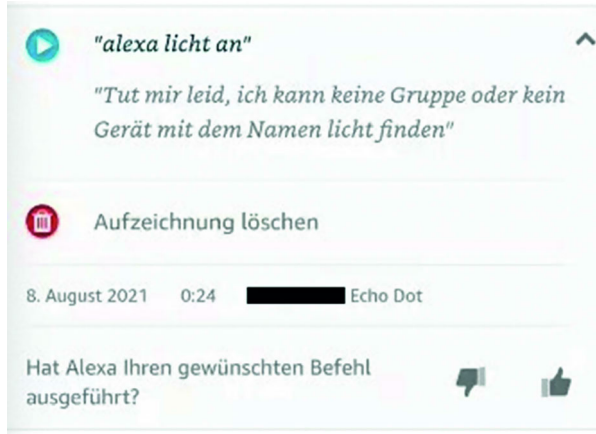 "alexa licht an"
"Tut mir leid, ich kann keine Gruppe oder kein
Gerät mit dem Namen licht finden"
Aufzeichnung löschen
8. August 2021 0:24 Echo Dot
Hat Alexa Ihren gewünschten Befehl
ausgeführt?